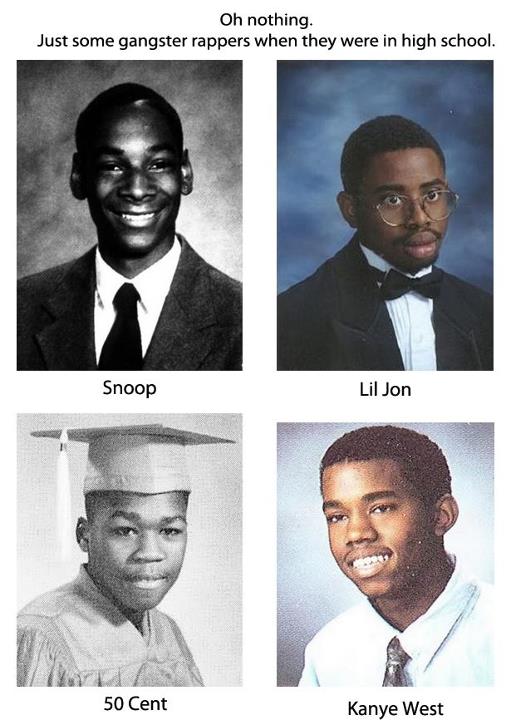 Oh nothing.
Just some gangster rappers when they were in high school.
Snoop
Lil Jon
50 Cent
Kanye West